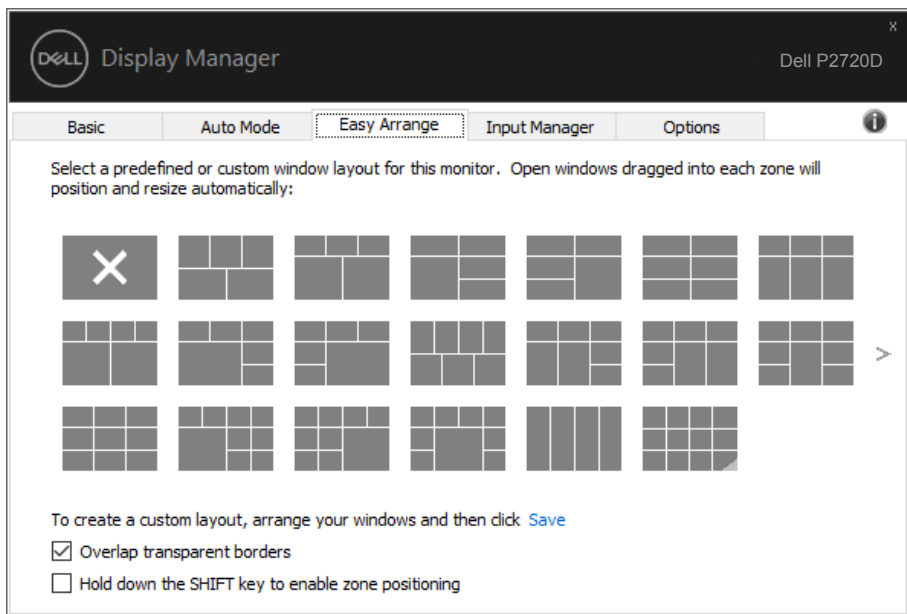 x
DELL Display Manager
Dell P2720D
Basic Auto Mode Easy Arrange Input Manager Options
Select a predefined or custom window layout for this monitor. Open windows dragged into each zone will
position and resize automatically:
To create a custom layout, arrange your windows and then click Save
Overlap transparent borders
Hold down the SHIFT key to enable zone positioning